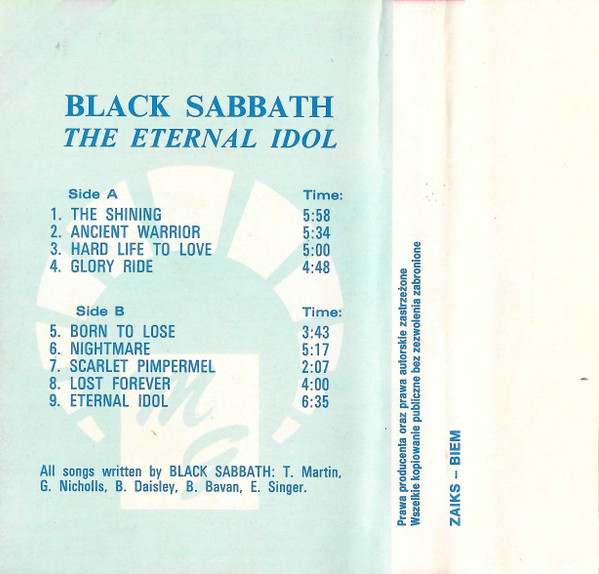 BLACK SABBATH
THE ETERNAL IDOL
Side A Time:
1. THE SHINING 5:58
2. ANCIENT WARRIOR 5:34
3. HARD LIFE TO LOVE 5:00
4. GLORY RIDE 4:48
Side B Time:
5. BORN TO LOSE 3:43
6. NIGHTMARE 5:17
7. SCARLET PIMPERMEL 2:07
8. LOST FOREVER 4:00
9. ETERNAL IDOL 6:35
MG
All songs written by BLACK SABBATH: T. Martin,
G. Nicholls, B. Daisley, B. Bavan, E. Singer.
Prawa producenta oraz prawa autorskie zastrzeżone
Wszelkie kopiowanie publiczne bez zezwolenia zabronione
ZAIKS – BIEM